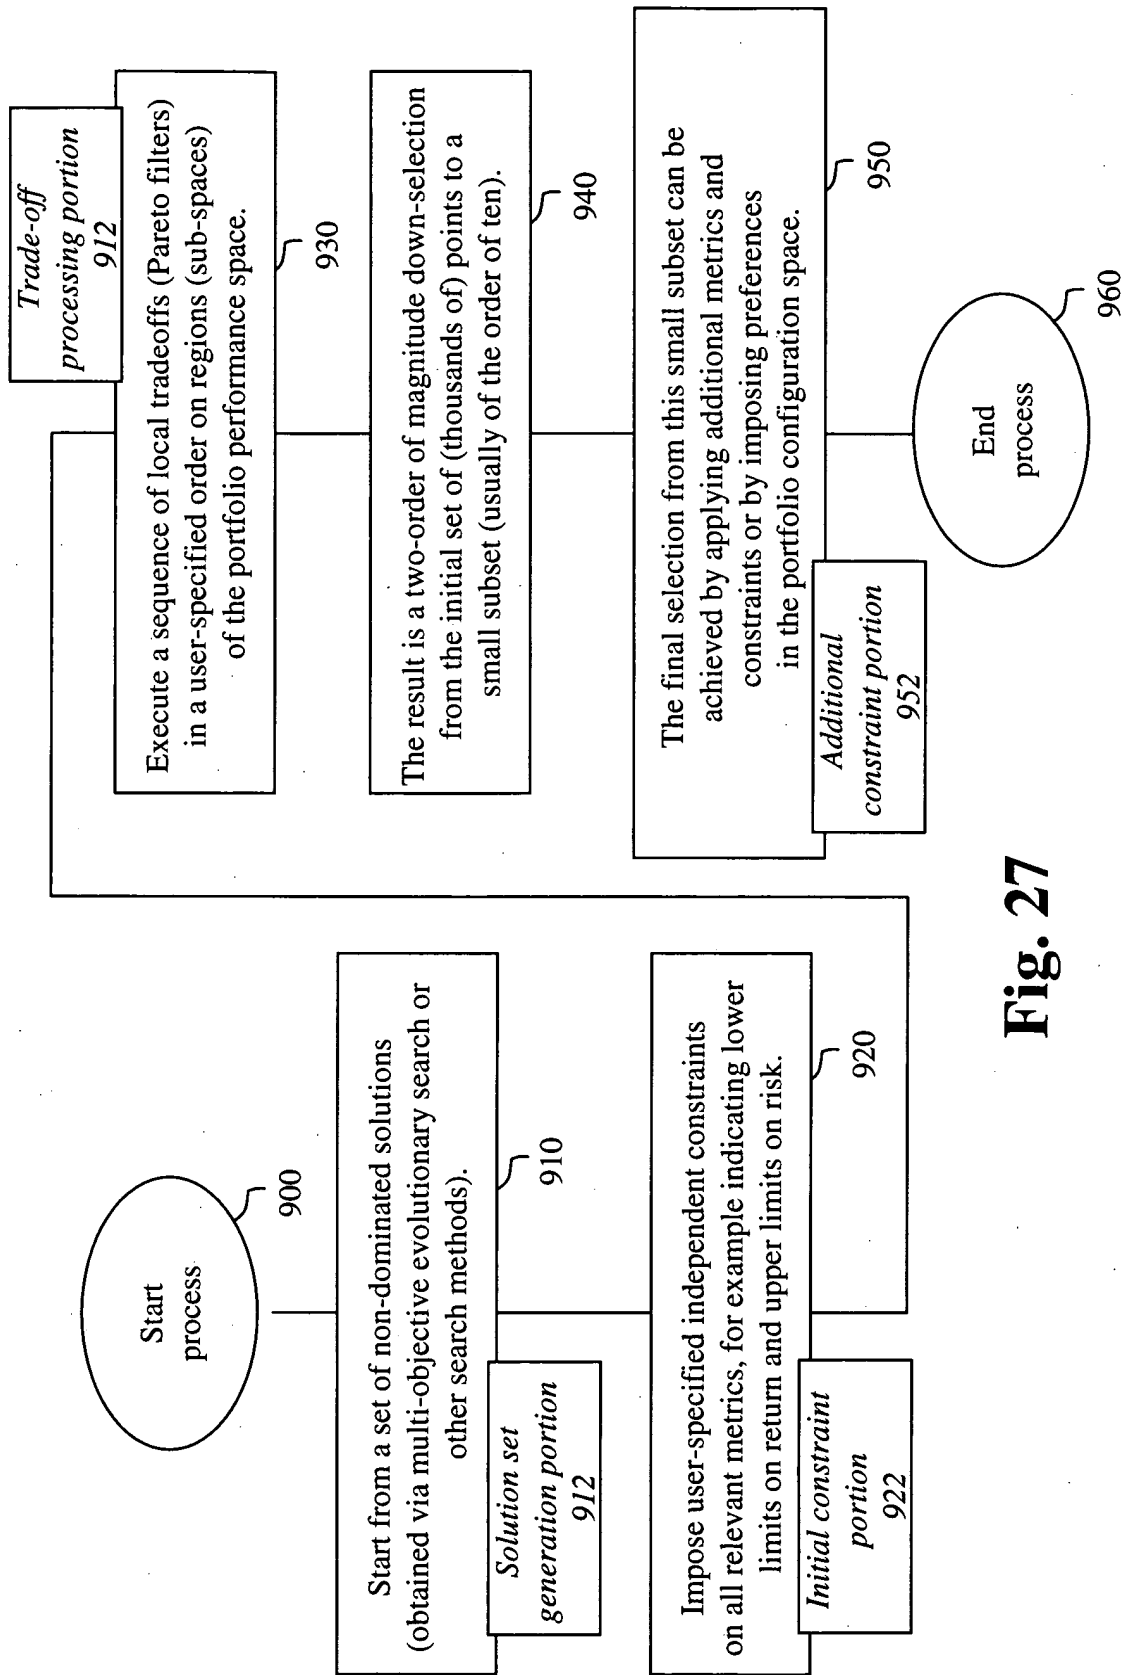 Start
process
900
Start from a set of non-dominated solutions
(obtained via multi-objective evolutionary search or
other search methods).
910
Solution set
generation portion
912
Impose user-specified independent constraints
on all relevant metrics, for example indicating lower
limits on return and upper limits on risk.
920
Initial constraint
portion
922
Trade-off
processing portion
912
Execute a sequence of local tradeoffs (Pareto filters)
in a user-specified order on regions (sub-spaces)
of the portfolio performance space.
930
The result is a two-order of magnitude down-selection
from the initial set of (thousands of) points to a
small subset (usually of the order of ten).
940
The final selection from this small subset can be
achieved by applying additional metrics and
constraints or by imposing preferences
in the portfolio configuration space.
950
Additional
constraint portion
952
End
process
960
Fig. 27